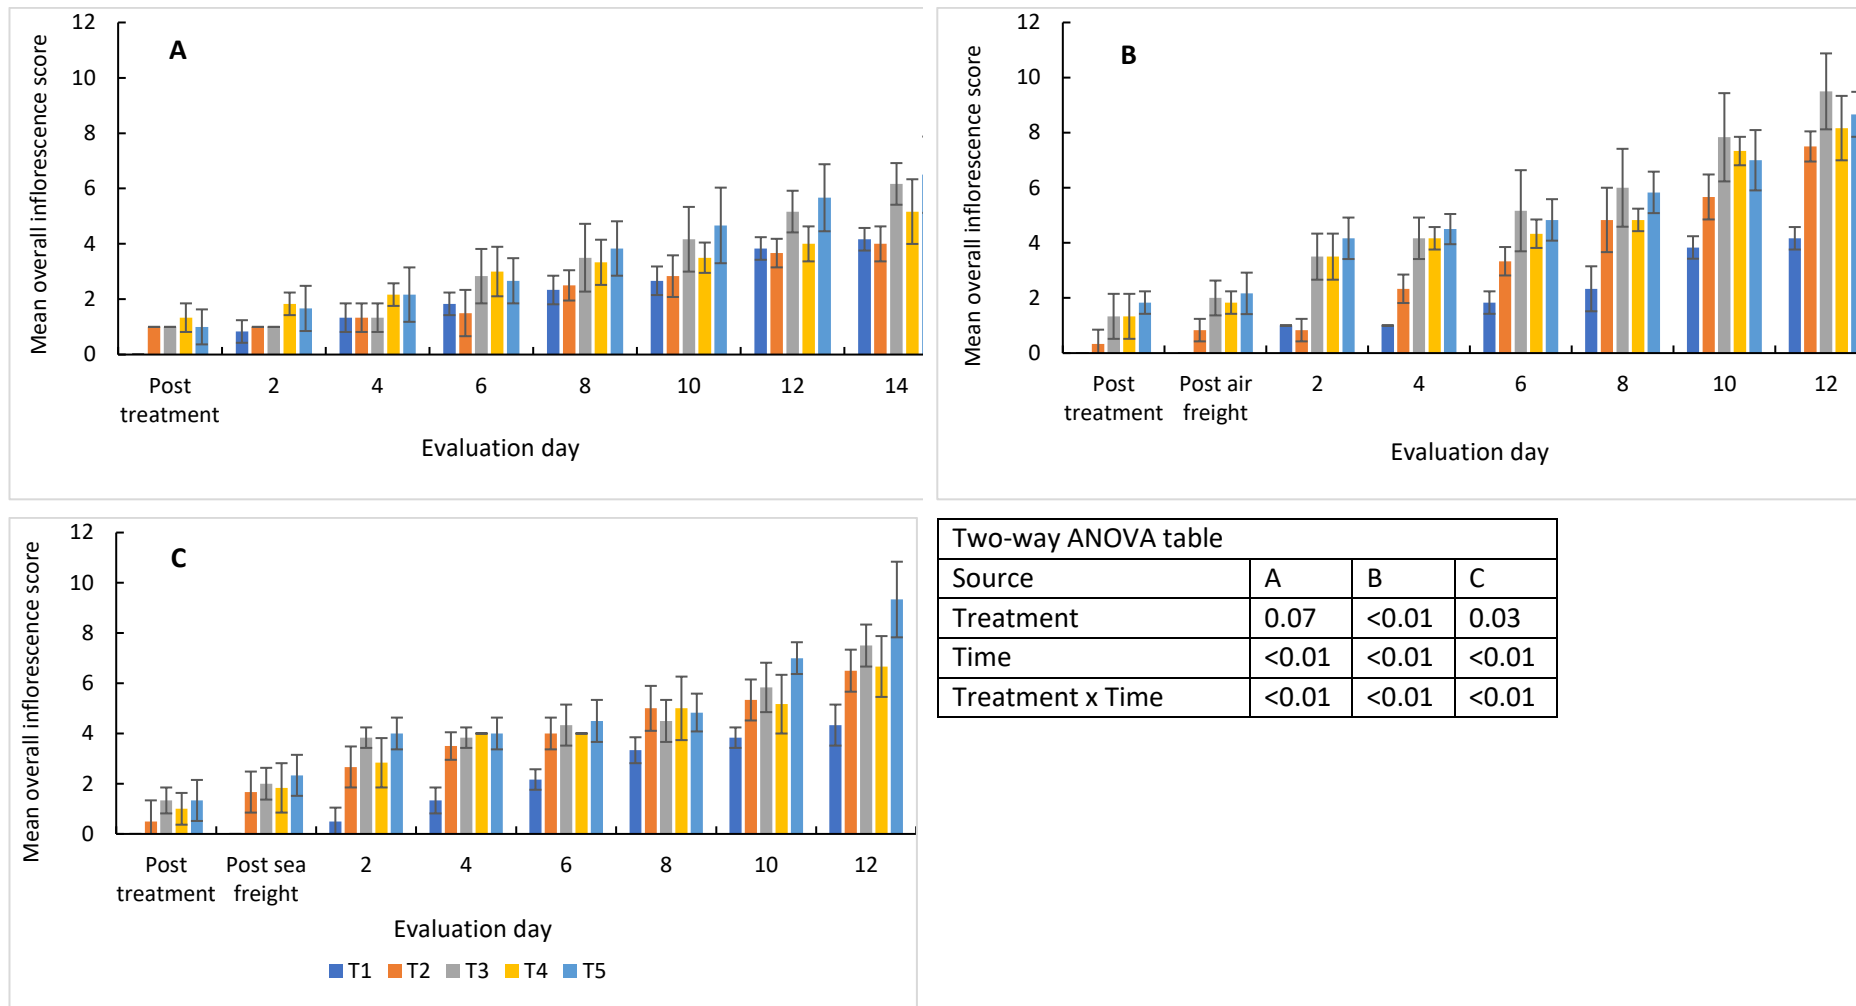 A
Mean overall inflorescence score
12
10
8
6
4
2
0
Post treatment 2 4 6 8 10 12 14
Evaluation day
B
Mean overall inflorescence score
12
10
8
6
4
2
0
Post treatment Post air freight 2 4 6 8 10 12
Evaluation day
C
Mean overall inflorescence score
12
10
8
6
4
2
0
Post treatment Post sea freight 2 4 6 8 10 12
Evaluation day
T1 T2 T3 T4 T5
Two-way ANOVA table
Source A B C
Treatment 0.07 <0.01 0.03
Time <0.01 <0.01 <0.01
Treatment x Time <0.01 <0.01 <0.01